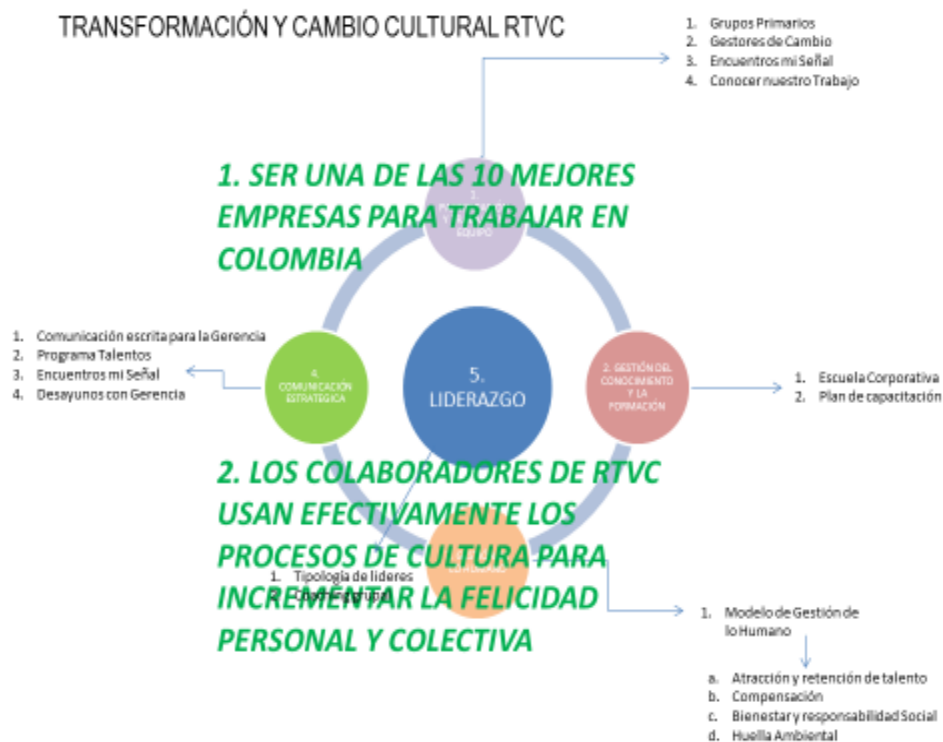 TRANSFORMACIÓN Y CAMBIO CULTURAL RTVC
1. Grupos Primarios
2. Gestores de Cambio
3. Encuentros mi Señal
4. Conocer nuestro Trabajo
1. SER UNA DE LAS 10 MEJORES
EMPRESAS PARA TRABAJAR EN
COLOMBIA
EQUIPO
1. Comunicación escrita para la Gerencia
2. Programa Talentos
3. Encuentros mi Señal
4. Desayunos con Gerencia
4.
COMUNICACIÓN
ESTRATEGICA
5.
LIDERAZGO
2. GESTIÓN DEL
CONOCIMIENTO
Y LA
FORMACIÓN
1. Escuela Corporativa
2. Plan de capacitación
2. LOS COLABORADORES DE RTVC
USAN EFECTIVAMENTE LOS
PROCESOS DE CULTURA PARA
INCREMENTAR LA FELICIDAD
PERSONAL Y COLECTIVA
1. Tipología de lideres
2. Coaching grupal
1. Modelo de Gestión de
lo Humano
a. Atracción y retención de talento
b. Compensación
c. Bienestar y responsabilidad Social
d. Huella Ambiental